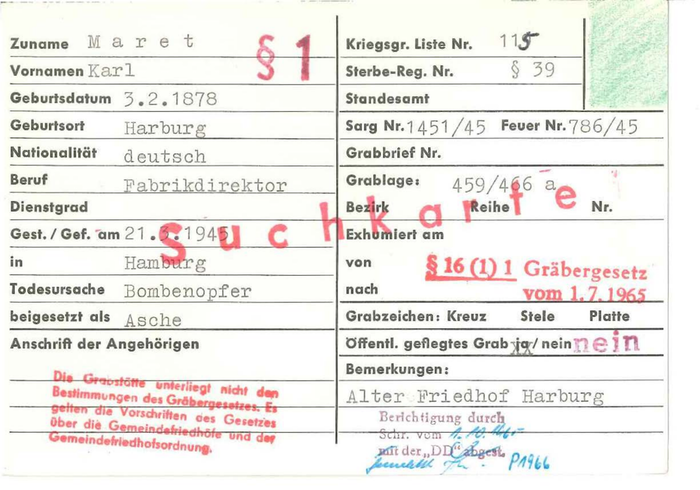 Zuname Maret
§ 1
Vornamen Karl
Geburtsdatum 3.2.1878
Geburtsort Harburg
Nationalität deutsch
Beruf Fabrikdirektor
Dienstgrad
Gest. / Gef. am 21.3.1945
in Hamburg
Todesursache Bombenopfer
beigesetzt als Asche
Anschrift der Angehörigen
Die Grabstätte unterliegt nicht den
Bestimmungen des Gräbergesetzes. Es
gelten die Vorschriften des Gesetzes
über die Gemeindefriedhöfe und der
Gemeindefriedhofsordnung.
Suchkarte
Kriegsgr. Liste Nr. 115
Sterbe-Reg. Nr. § 39
Standesamt
Sarg Nr. 1451/45 Feuer Nr. 786/45
Grabbrief Nr.
Grablage: 459/466 a
Bezirk Reihe Nr.
Exhumiert am
von
§ 16 (1) 1 Gräbergesetz
vom 1.7.1965
nach
Grabzeichen: Kreuz Stele Platte
Öffentl. geflegtes Grab ja/nein nein
Bemerkungen:
Alter Friedhof Harburg
Berichtigung durch
Schr. vom
mit der „DD" abgest.
P1966